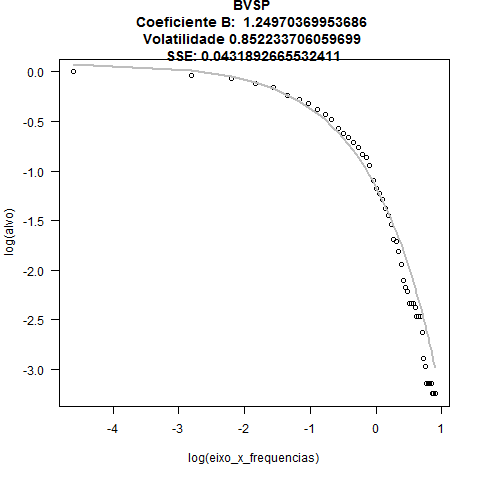 BVSP
Coeficiente B: 1.24970369953686
Volatilidade 0.852233706059699
SSE: 0.0431892665532411
0.0
-0.5
-1.0
-1.5
-2.0
-2.5
-3.0
log(alvo)
-4 -3 -2 -1 0 1
log(eixo_x_frequencias)